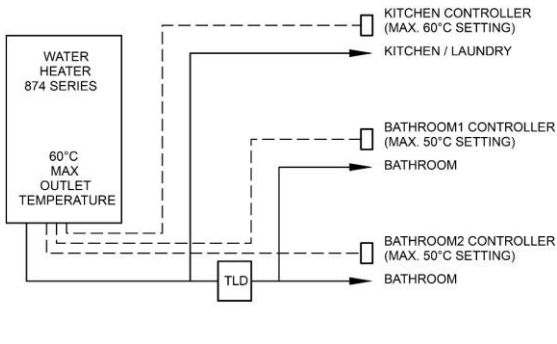 KITCHEN CONTROLLER
(MAX. 60°C SETTING)
KITCHEN / LAUNDRY
WATER
HEATER
874 SERIES
60°C
MAX
OUTLET
TEMPERATURE
BATHROOM1 CONTROLLER
(MAX. 50°C SETTING)
BATHROOM
BATHROOM2 CONTROLLER
(MAX. 50°C SETTING)
TLD
BATHROOM